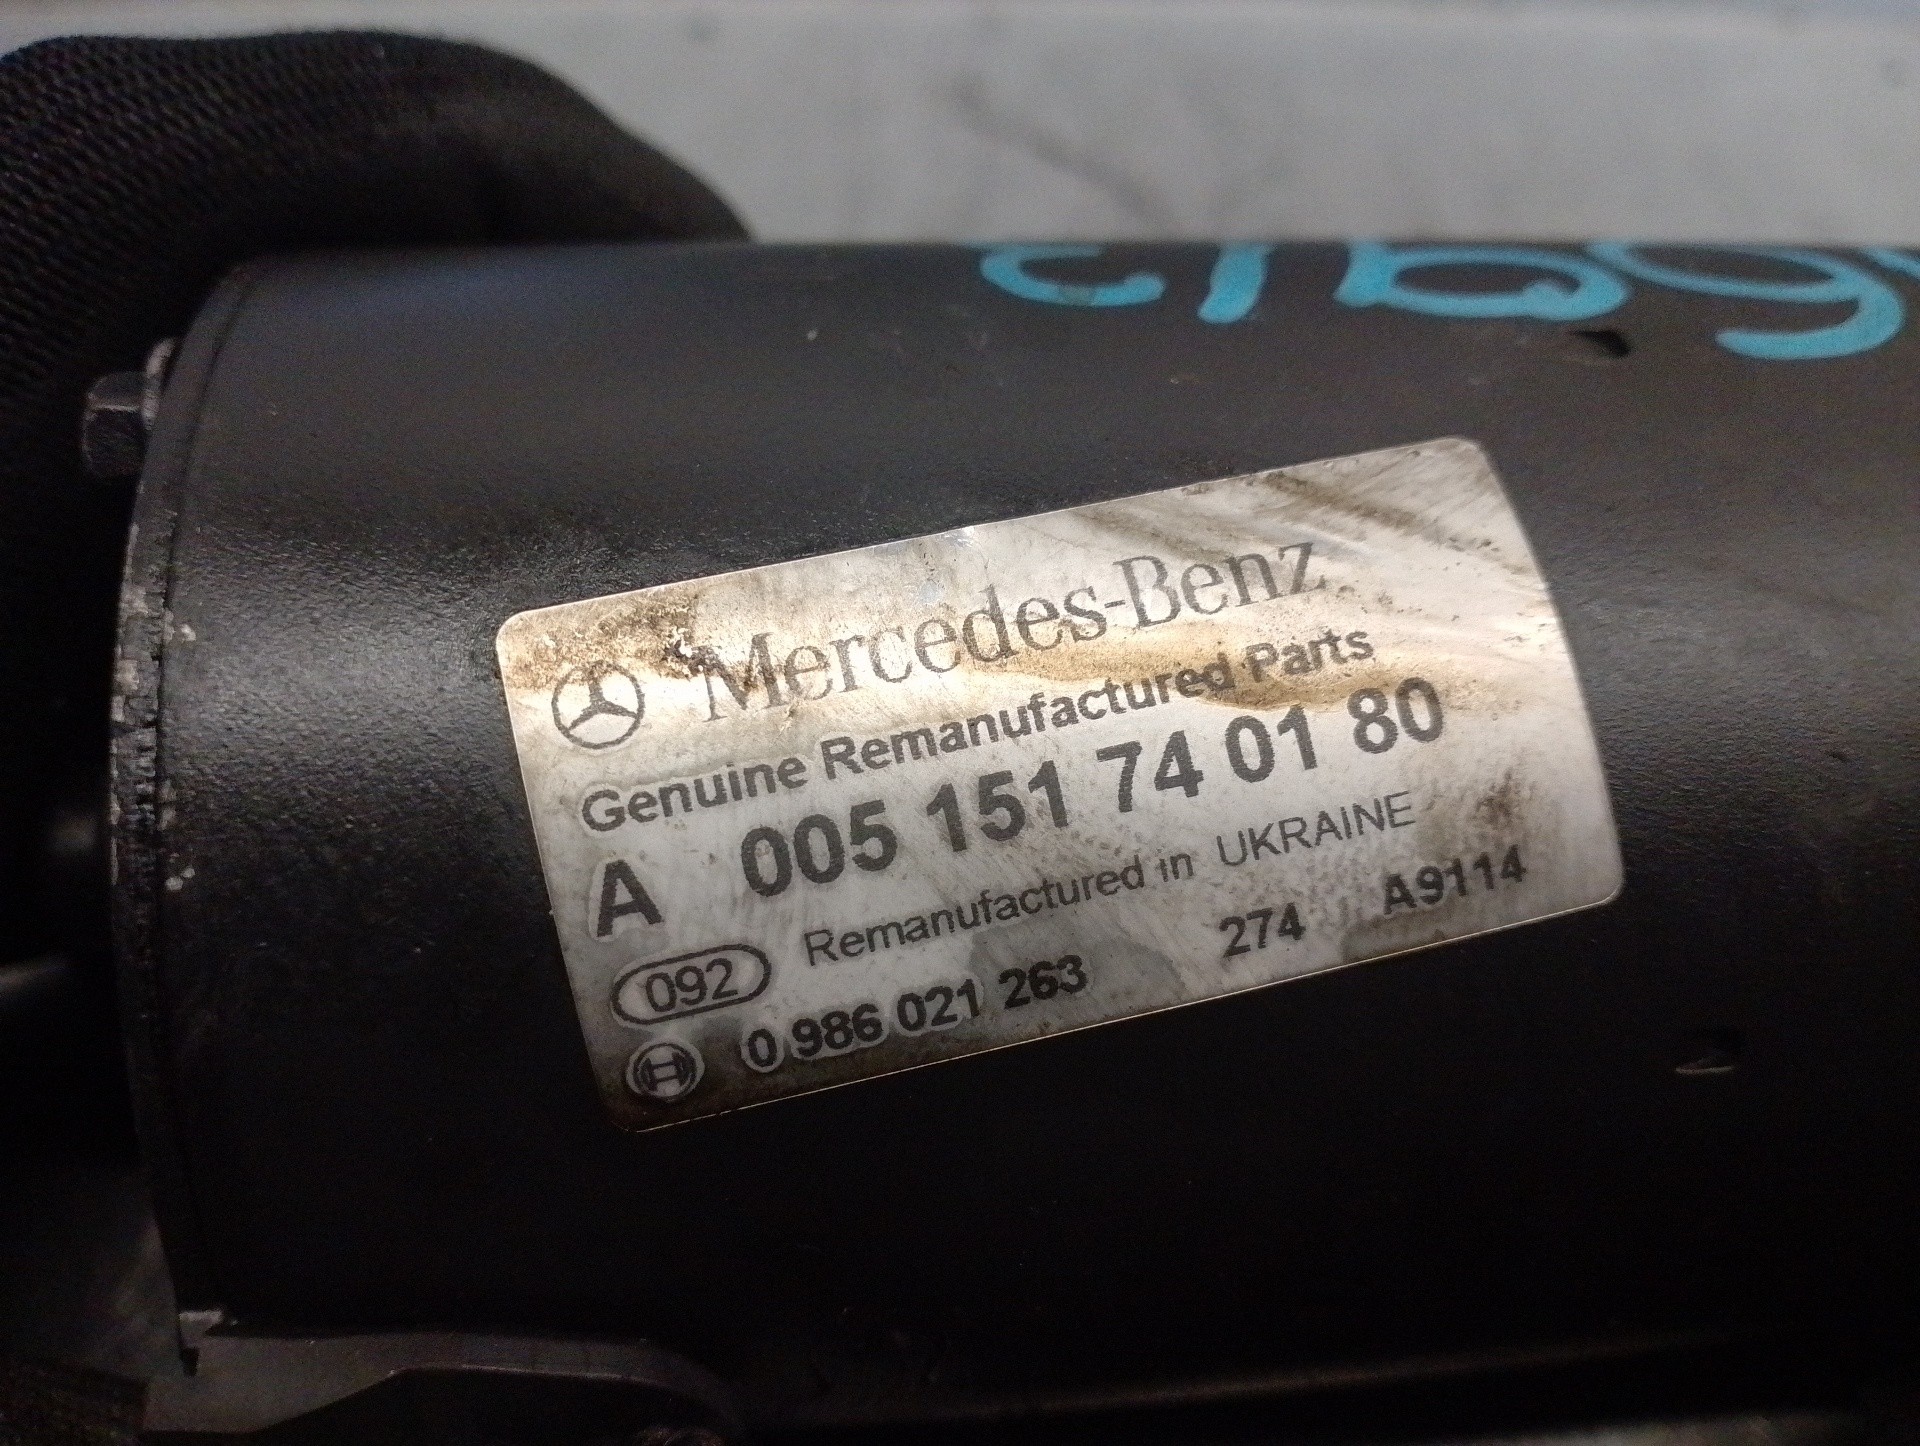 Mercedes-Benz
Genuine Remanufactured Parts
A 005 151 74 01 80
092 Remanufactured in UKRAINE
0 986 021 263 274 A9114